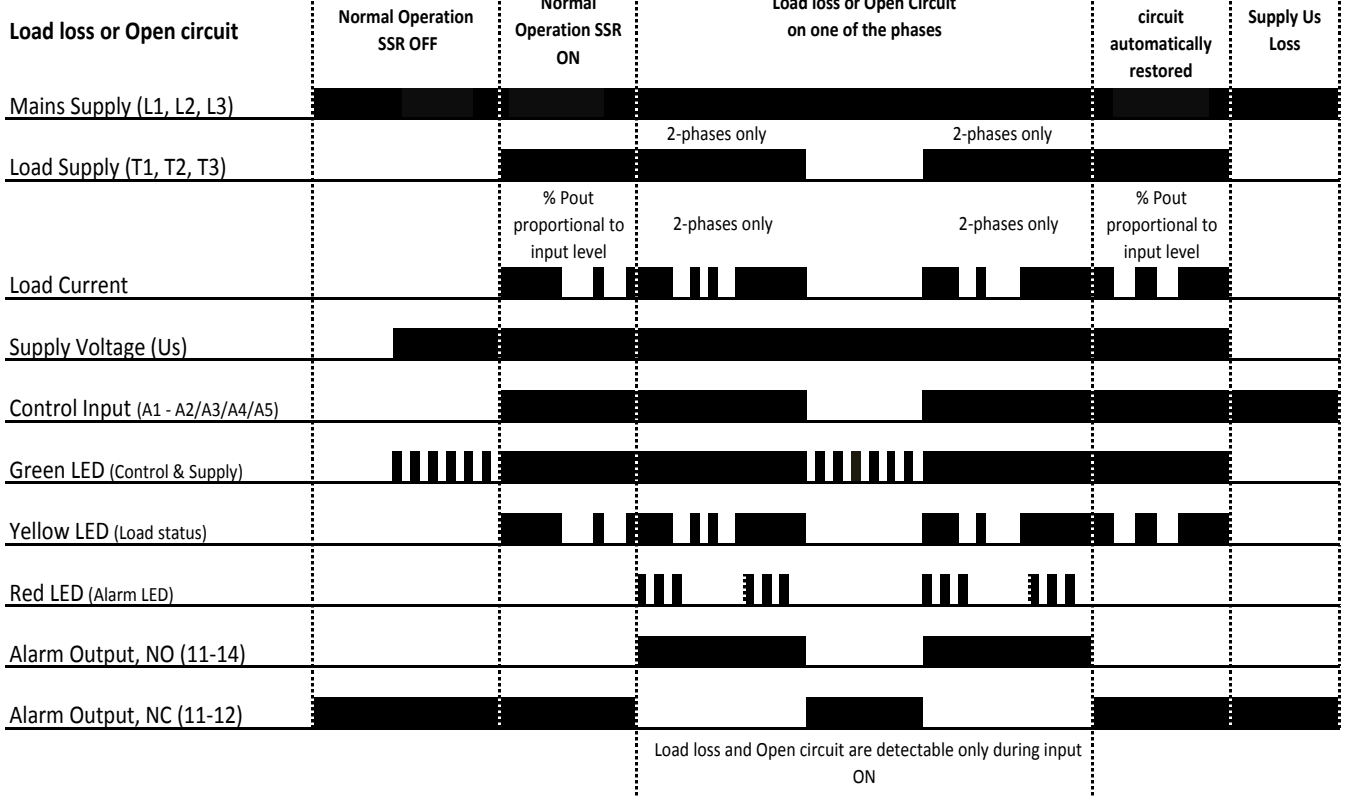 Load loss or Open circuit
Normal Operation
SSR OFF
Normal
Operation SSR
ON
Load loss or Open Circuit
on one of the phases
circuit
automatically
restored
Supply Us
Loss
Mains Supply (L1, L2, L3)
2-phases only
2-phases only
Load Supply (T1, T2, T3)
% Pout
proportional to
input level
2-phases only
2-phases only
% Pout
proportional to
input level
Load Current
Supply Voltage (Us)
Control Input (A1 - A2/A3/A4/A5)
Green LED (Control & Supply)
Yellow LED (Load status)
Red LED (Alarm LED)
Alarm Output, NO (11-14)
Alarm Output, NC (11-12)
Load loss and Open circuit are detectable only during input
ON